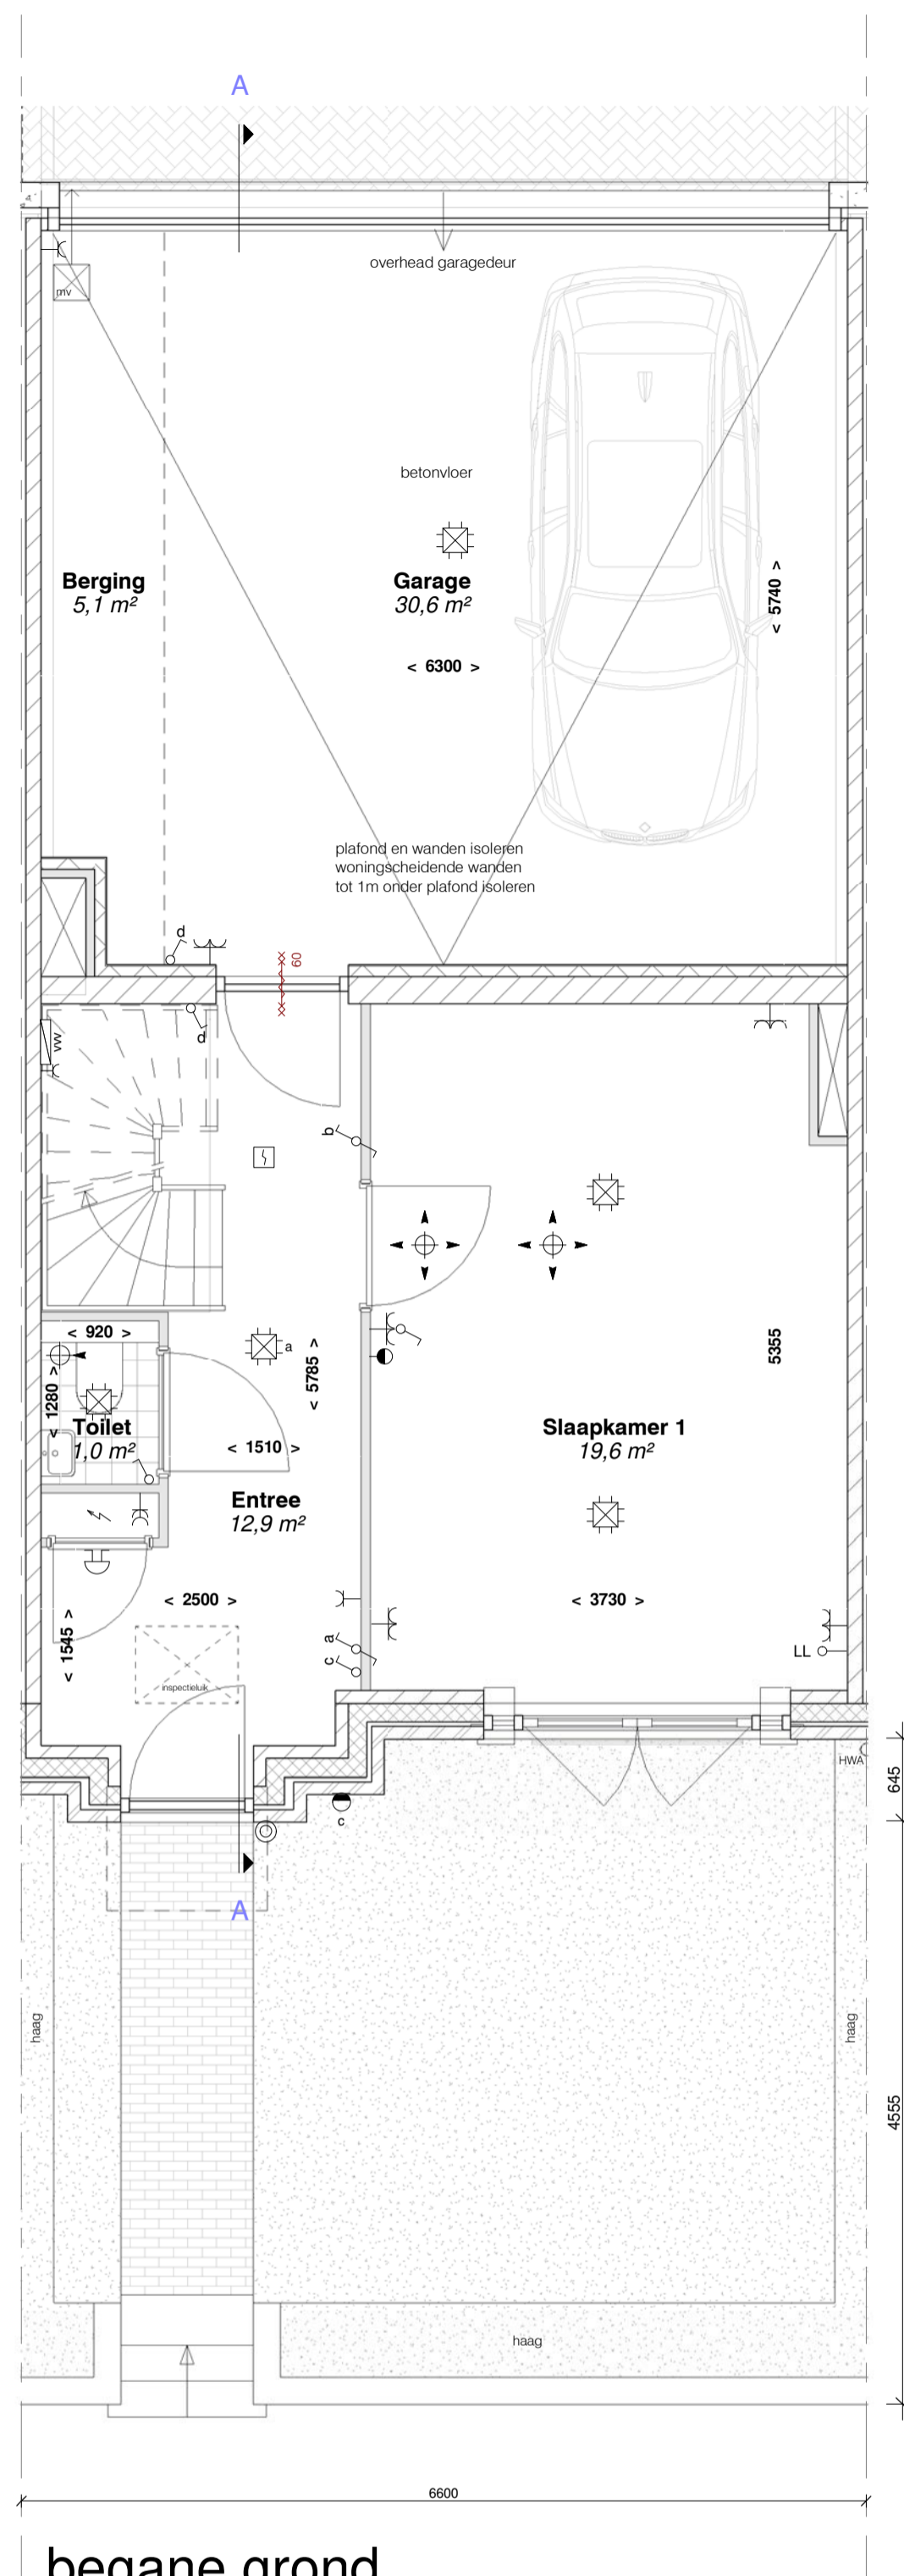 A
overhead garagedeur
mv
betonvloer
Berging
5,1 m²
Garage
30,6 m²
< 5740 >
< 6300 >
plafond en wanden isoleren
woningscheidende wanden
tot 1m onder plafond isoleren
d
60
d
vw
b
< 920 >
a
< 5785 >
5355
< 1280 >
Toilet
1,0 m²
Slaapkamer 1
19,6 m²
< 1510 >
Entree
12,9 m²
< 2500 >
< 3730 >
< 1545 >
a
c
LL
inspectieluik
HWA
645
c
A
haag
haag
4555
haag
6600
begane grond